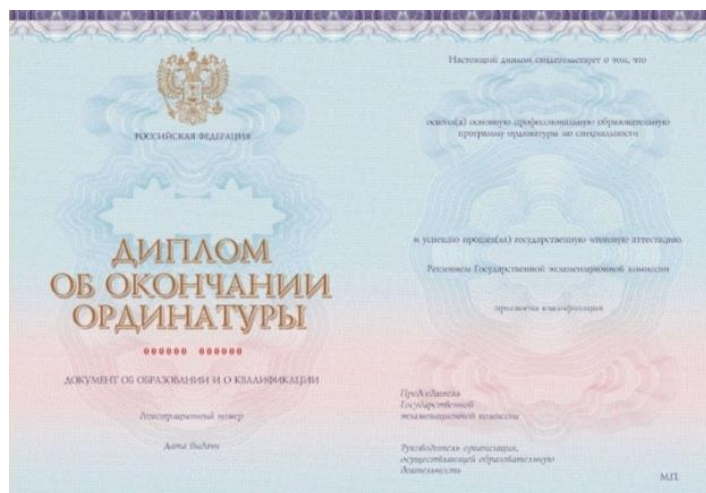 РОССИЙСКАЯ ФЕДЕРАЦИЯ
ДИПЛОМ
ОБ ОКОНЧАНИИ
ОРДИНАТУРЫ
000000 000000
ДОКУМЕНТ ОБ ОБРАЗОВАНИИ И О КВАЛИФИКАЦИИ
Регистрационный номер
Дата выдачи
Настоящий диплом свидетельствует о том, что
освоил(а) основную профессиональную образовательную
программу ординатуры по специальности
и успешно прошел(ла) государственную итоговую аттестацию.
Решением Государственной экзаменационной комиссии
присвоена квалификация
Председатель
Государственной
экзаменационной комиссии
Руководитель организации,
осуществляющей образовательную
деятельность
М.П.